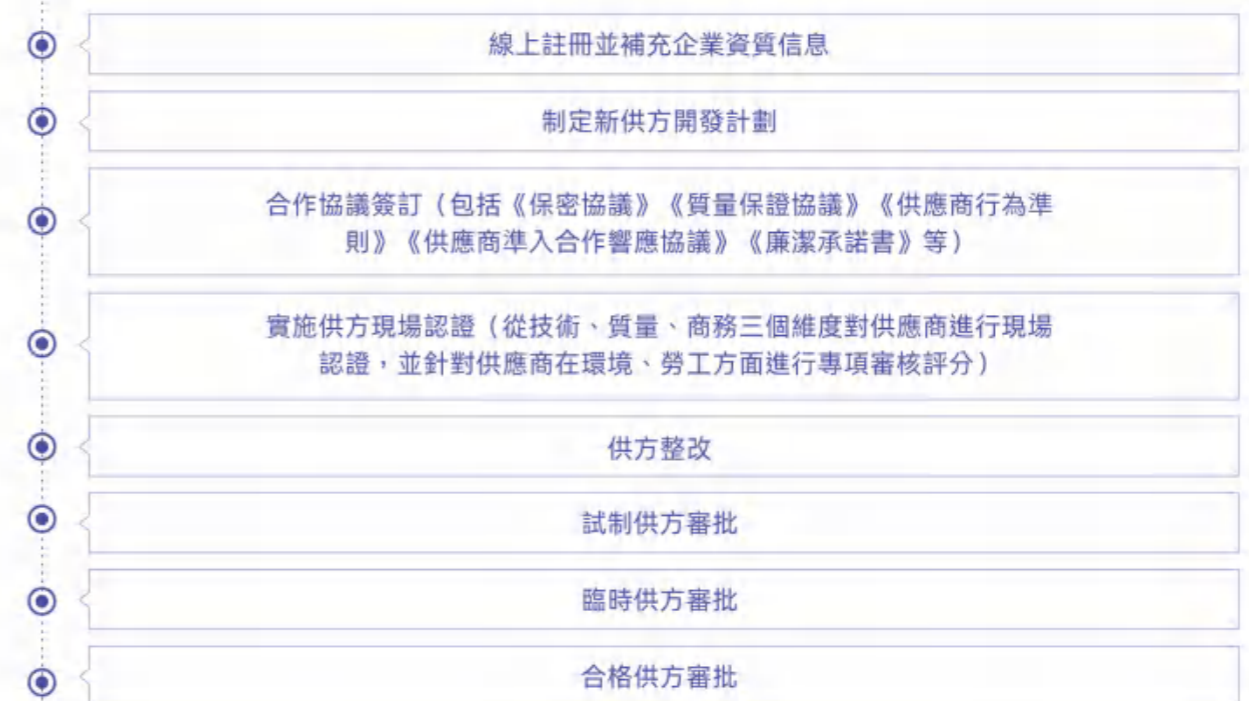 線上註冊並補充企業資質信息
制定新供方開發計劃
合作協議簽訂（包括《保密協議》《質量保證協議》《供應商行為準
則》《供應商準入合作響應協議》《廉潔承諾書》等）
實施供方現場認證（從技術、質量、商務三個維度對供應商進行現場
認證，並針對供應商在環境、勞工方面進行專項審核評分）
供方整改
試制供方審批
臨時供方審批
合格供方審批